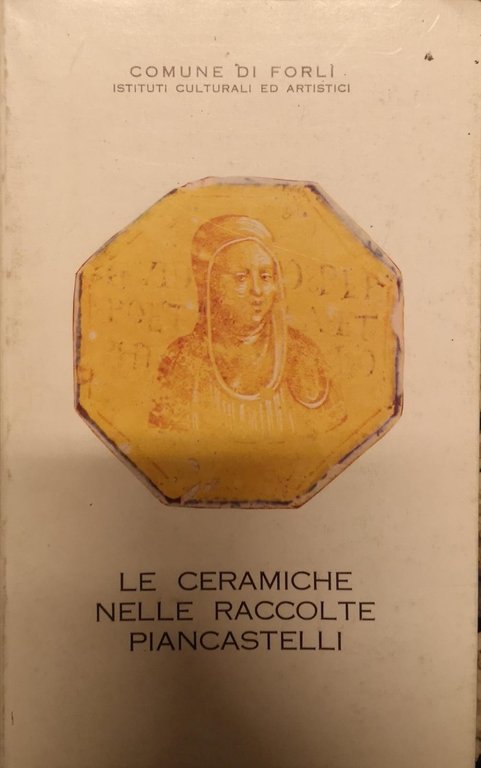 COMUNE DI FORLÌ
ISTITUTI CULTURALI ED ARTISTICI
LE CERAMICHE
NELLE RACCOLTE
PIANCASTELLI